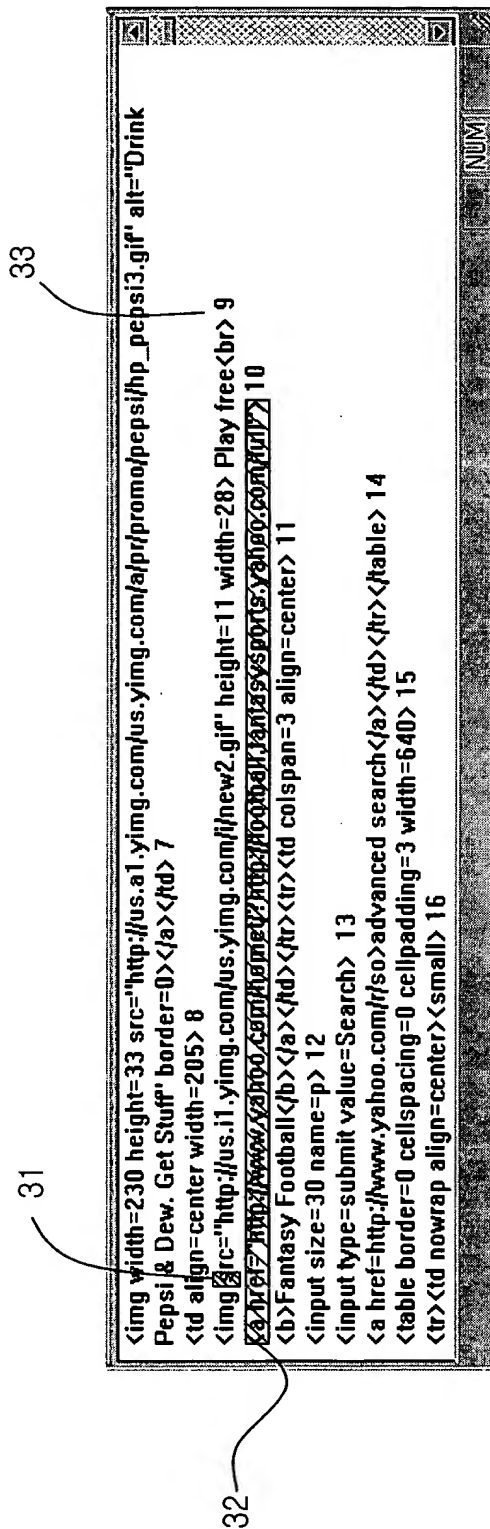 33
31
32
<img width=230 height=33 src="http://us.a1.yimg.com/us.yimg.com/a/pr/promo/pepsi/hp_pepsi3.gif" alt="Drink
Pepsi & Dew. Get Stuff" border=0></a></td> 7
<td align=center width=205> 8
<img src="http://us.i1.yimg.com/us.yimg.com/i/new2.gif" height=11 width=28> Play free<br> 9
<a href="http://www.yahoo.com/homet/?http://football.fantasysports.yahoo.com/full/"> 10
<b>Fantasy Football</b></a></td></tr><tr><td colspan=3 align=center> 11
<input size=30 name=p> 12
<input type=submit value=Search> 13
<a href=http://www.yahoo.com/r/so>advanced search</a></td></tr></table> 14
<table border=0 cellspacing=0 cellpadding=3 width=640> 15
<tr><td nowrap align=center><small> 16
NUM